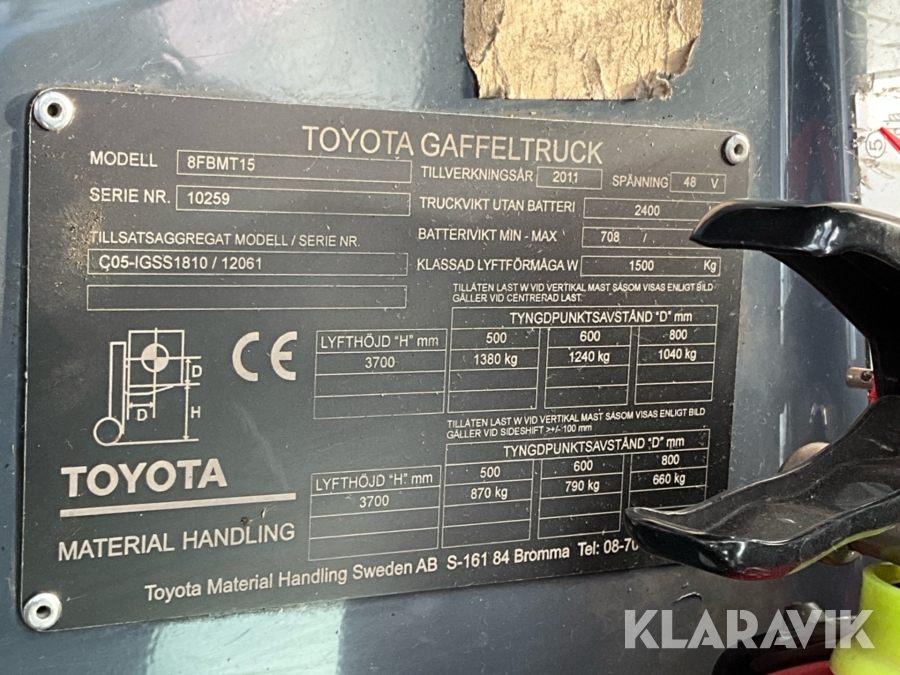 TOYOTA GAFFELTRUCK
MODELL 8FBMT15
TILLVERKNINGSÅR 2011 SPÄNNING 48 V
SERIE NR. 10259
TRUCKVIKT UTAN BATTERI 2400
BATTERIVIKT MIN - MAX 708 /
TILLSATSAGGREGAT MODELL / SERIE NR.
C05-IGSS1810 / 12061
KLASSAD LYFTFÖRMÅGA W 1500 Kg
TILLÅTEN LAST W VID VERTIKAL MAST SÅSOM VISAS ENLIGT BILD
GÄLLER VID CENTRERAD LAST.
TYNGDPUNKTSAVSTÅND "D" mm
LYFTHÖJD "H" mm 500 600 800
3700 1380 kg 1240 kg 1040 kg
D
D
H
CE
TILLÅTEN LAST W VID VERTIKAL MAST SÅSOM VISAS ENLIGT BILD
GÄLLER VID SIDESHIFT >+/- 100 mm
TYNGDPUNKTSAVSTÅND "D" mm
LYFTHÖJD "H" mm 500 600 800
3700 870 kg 790 kg 660 kg
TOYOTA
MATERIAL HANDLING
Toyota Material Handling Sweden AB S-161 84 Bromma Tel: 08-70
5
KLARAVIK